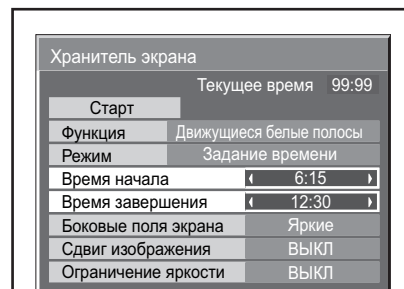 Хранитель экрана
Текущее время 99:99
Старт
Функция Движущиеся белые полосы
Режим Задание времени
Время начала 6:15
Время завершения 12:30
Боковые поля экрана Яркие
Сдвиг изображения ВЫКЛ
Ограничение яркости ВЫКЛ